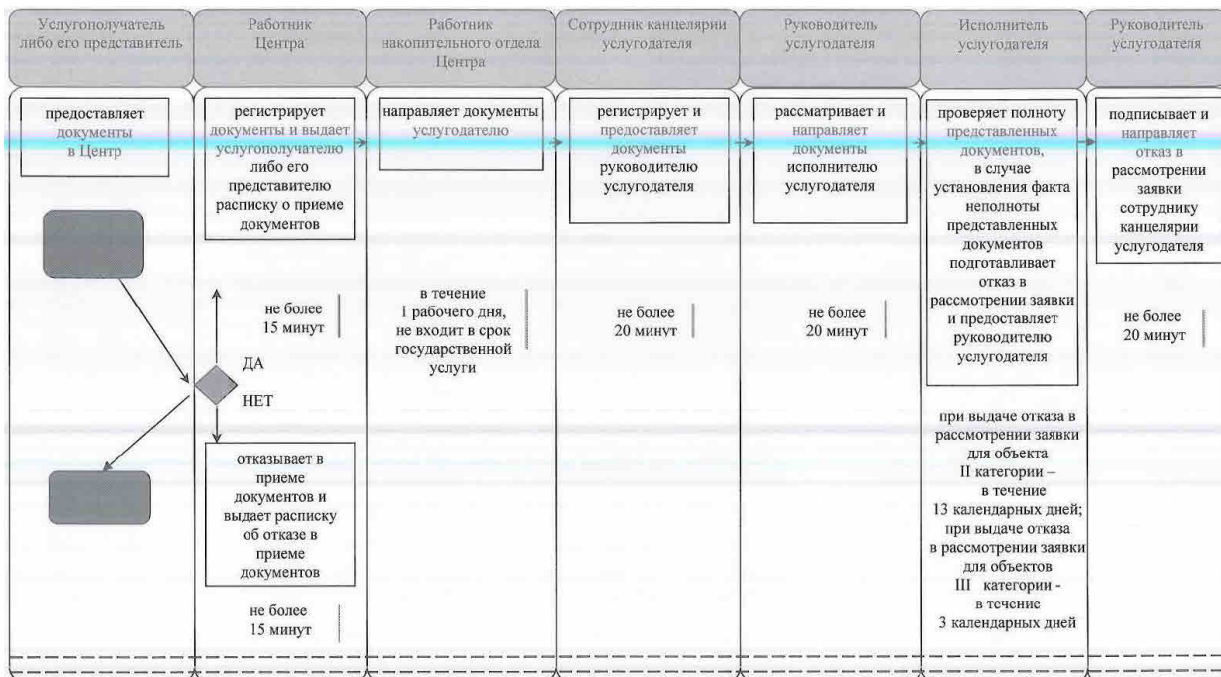 Услугополучатель
либо его представитель
Работник
Центра
Работник
накопительного отдела
Центра
Сотрудник канцелярии
услугодателя
Руководитель
услугодателя
Исполнитель
услугодателя
Руководитель
услугодателя
предоставляет
документы
в Центр
регистрирует
документы и выдает
услугополучателю
либо его
представителю
расписку о приеме
документов
не более
15 минут
ДА
НЕТ
отказывает в
приеме
документов и
выдает расписку
об отказе в
приеме
документов
не более
15 минут
направляет документы
услугодателю
в течение
1 рабочего дня,
не входит в срок
государственной
услуги
регистрирует и
предоставляет
документы
руководителю
услугодателя
не более
20 минут
рассматривает и
направляет
документы
исполнителю
услугодателя
не более
20 минут
проверяет полноту
представленных
документов,
в случае
установления факта
неполноты
представленных
документов
подготавливает
отказ в
рассмотрении заявки
и предоставляет
руководителю
услугодателя
при выдаче отказа в
рассмотрении заявки
для объекта
II категории –
в течение
13 календарных дней;
при выдаче отказа
в рассмотрении заявки
для объектов
III категории -
в течение
3 календарных дней
подписывает и
направляет
отказ в
рассмотрении
заявки
сотруднику
канцелярии
услугодателя
не более
20 минут